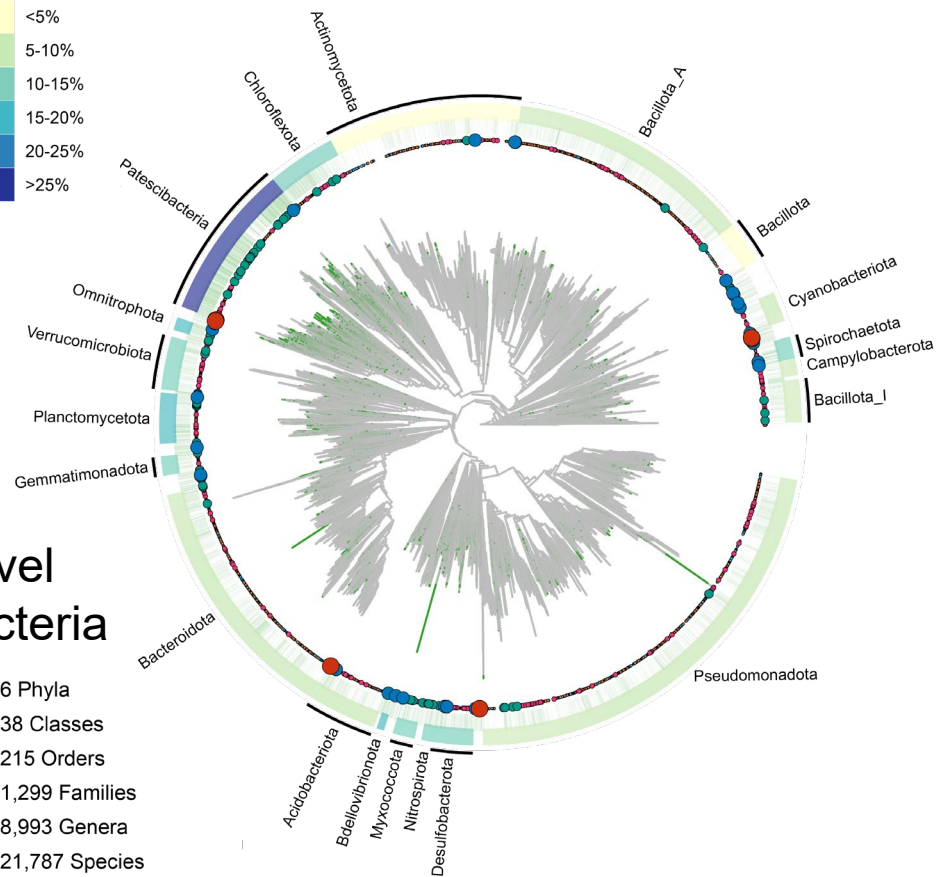 <5%
5-10%
10-15%
15-20%
20-25%
>25%
Actinomycetota
Chloroflexota
Patescibacteria
Omnitrophota
Verrucomicrobiota
Planctomycetota
Gemmatimonadota
Bacteroidota
Acidobacteriota
Bdellovibrionota
Myxococcota
Nitrospirota
Desulfobacterota
Pseudomonadota
Bacillota_I
Campylobacterota
Spirochaetota
Cyanobacteriota
Bacillota
Bacillota_A
vel
cteria
6 Phyla
38 Classes
215 Orders
1,299 Families
8,993 Genera
21,787 Species